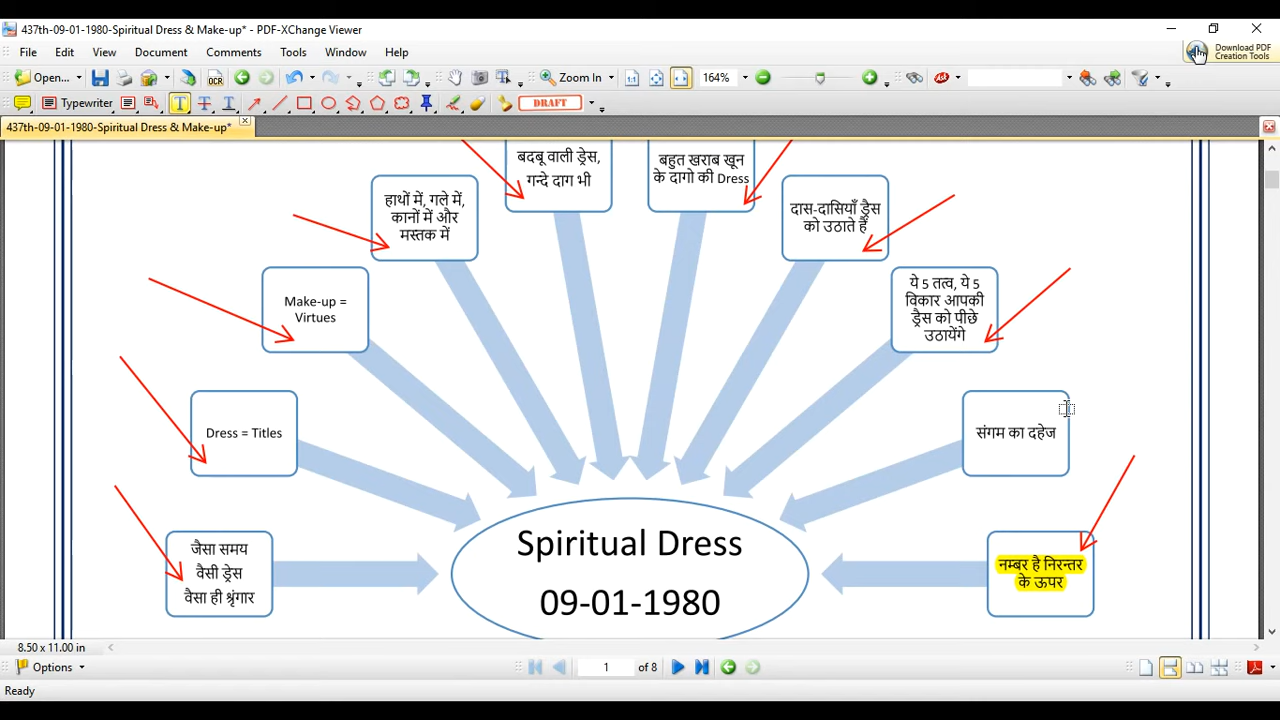 437th-09-01-1980-Spiritual Dress & Make-up* - PDF-XChange Viewer
File Edit View Document Comments Tools Window Help
Download PDF
Creation Tools
Open... OCR Zoom In 164%
Typewriter DRAFT
437th-09-01-1980-Spiritual Dress & Make-up*
बदबू वाली ड्रेस,
गन्दे दाग भी
बहुत खराब खून
के दागो की Dress
हाथों में, गले में,
कानों में और
मस्तक में
दास-दासियाँ ड्रैस
को उठाते हैं
Make-up =
Virtues
ये 5 तत्व, ये 5
विकार आपकी
ड्रैस को पीछे
उठायेंगे
Dress = Titles
संगम का दहेज
जैसा समय
वैसी ड्रेस
वैसा ही श्रृंगार
नम्बर है निरन्तर
के ऊपर
Spiritual Dress
09-01-1980
8.50 x 11.00 in
Options 1 of 8
Ready